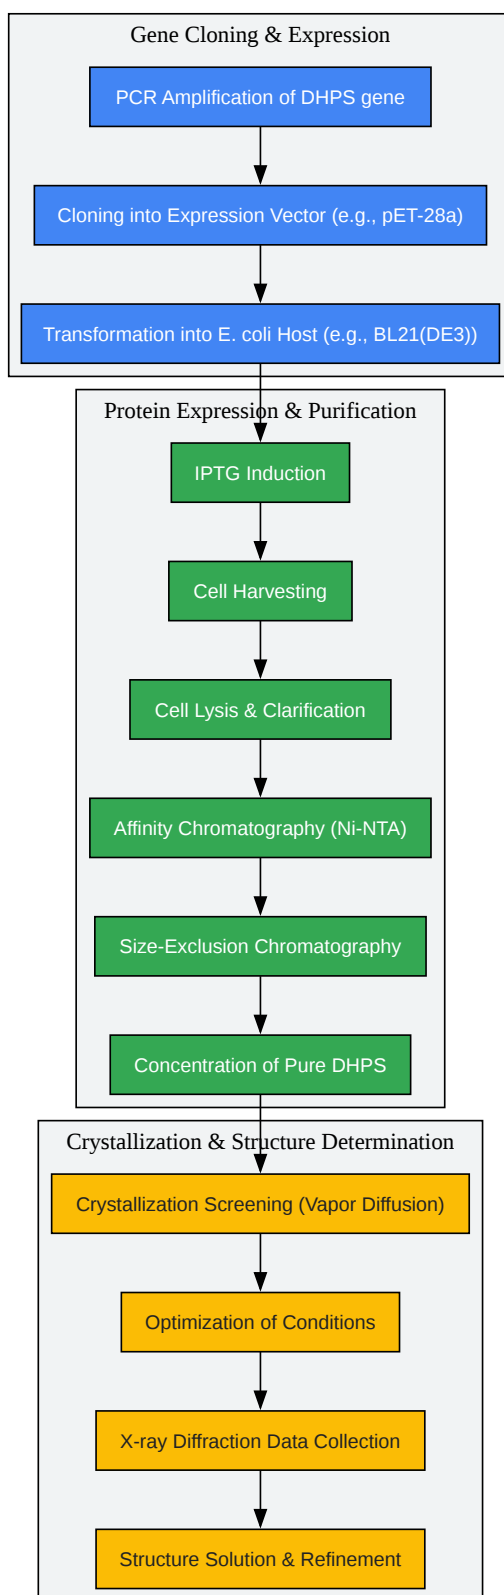 Gene Cloning & Expression
PCR Amplification of DHPS gene
Cloning into Expression Vector (e.g., pET-28a)
Transformation into E. coli Host (e.g., BL21(DE3))
Protein Expression & Purification
IPTG Induction
Cell Harvesting
Cell Lysis & Clarification
Affinity Chromatography (Ni-NTA)
Size-Exclusion Chromatography
Concentration of Pure DHPS
Crystallization & Structure Determination
Crystallization Screening (Vapor Diffusion)
Optimization of Conditions
X-ray Diffraction Data Collection
Structure Solution & Refinement